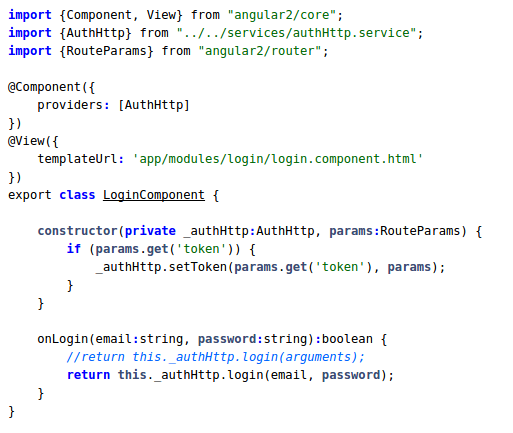 import {Component, View} from "angular2/core";
import {AuthHttp} from "../../services/authHttp.service";
import {RouteParams} from "angular2/router";

@Component({
    providers: [AuthHttp]
})
@View({
    templateUrl: 'app/modules/login/login.component.html'
})
export class LoginComponent {

    constructor(private _authHttp:AuthHttp, params:RouteParams) {
        if (params.get('token')) {
            _authHttp.setToken(params.get('token'), params);
        }
    }

    onLogin(email:string, password:string):boolean {
        //return this._authHttp.login(arguments);
        return this._authHttp.login(email, password);
    }
}